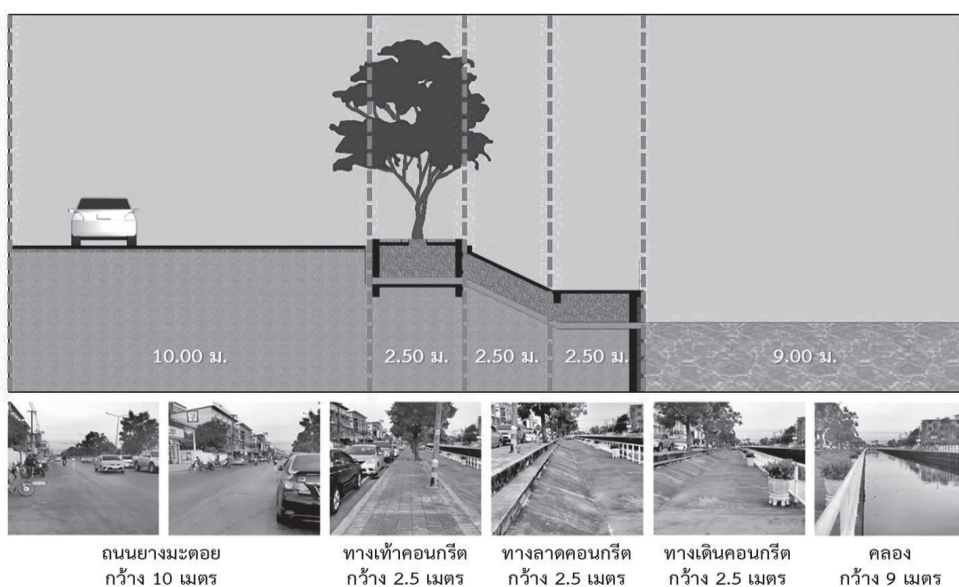 10.00 ม. 2.50 ม. 2.50 ม. 2.50 ม. 9.00 ม.
ถนนยางมะตอย
กว้าง 10 เมตร
ทางเท้าคอนกรีต
กว้าง 2.5 เมตร
ทางลาดคอนกรีต
กว้าง 2.5 เมตร
ทางเดินคอนกรีต
กว้าง 2.5 เมตร
คลอง
กว้าง 9 เมตร